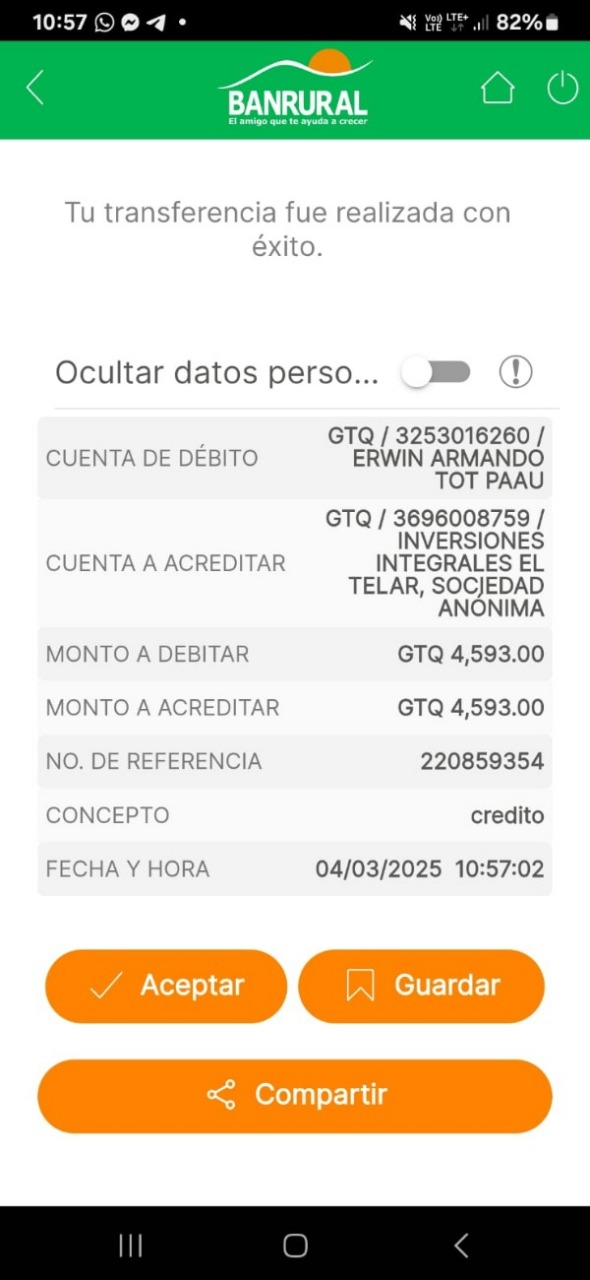 10:57
Vo) LTE+
LTE
82%
BANRURAL
El amigo que te ayuda a crecer
Tu transferencia fue realizada con
éxito.
Ocultar datos perso...
CUENTA DE DÉBITO
GTQ / 3253016260 /
ERWIN ARMANDO
TOT PAAU
CUENTA A ACREDITAR
GTQ / 3696008759 /
INVERSIONES
INTEGRALES EL
TELAR, SOCIEDAD
ANÓNIMA
MONTO A DEBITAR GTQ 4,593.00
MONTO A ACREDITAR GTQ 4,593.00
NO. DE REFERENCIA 220859354
CONCEPTO credito
FECHA Y HORA 04/03/2025 10:57:02
Aceptar Guardar
Compartir